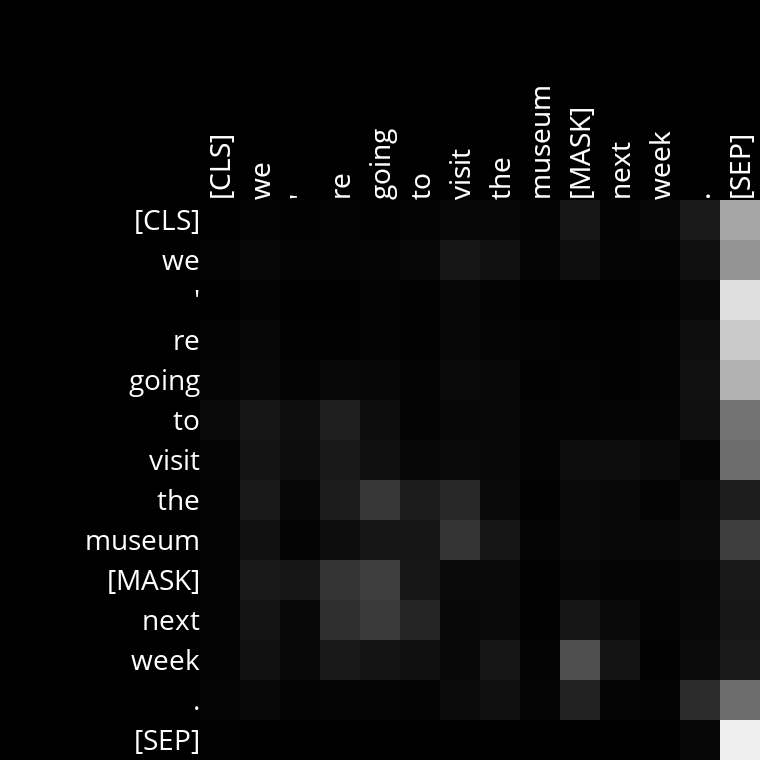 [CLS] we ' re going to visit the museum [MASK] next week . [SEP]
[CLS]
we
'
re
going
to
visit
the
museum
[MASK]
next
week
.
[SEP]